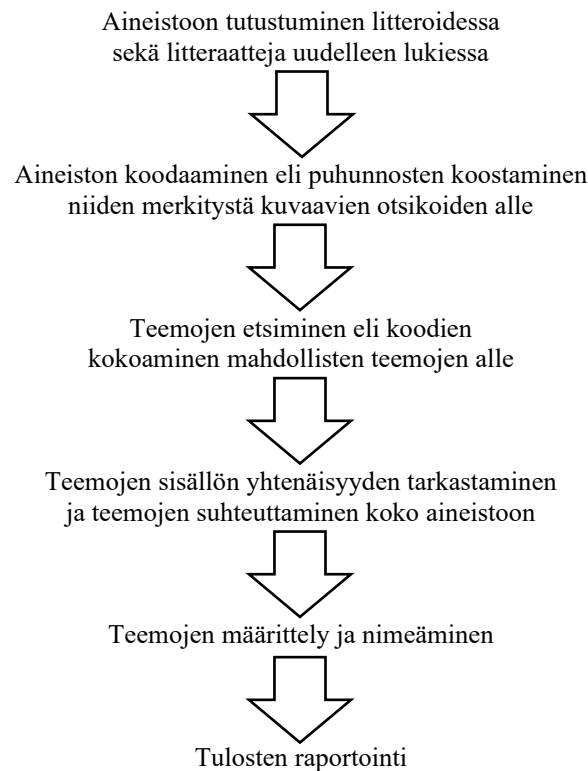 Aineistoon tutustuminen litteroidessa
sekä litteraatteja uudelleen lukiessa
Aineiston koodaaminen eli puhunnosten koostaminen
niiden merkitystä kuvaavien otsikoiden alle
Teemojen etsiminen eli koodien
kokoaminen mahdollisten teemojen alle
Teemojen sisällön yhtenäisyyden tarkastaminen
ja teemojen suhteuttaminen koko aineistoon
Teemojen määrittely ja nimeäminen
Tulosten raportointi